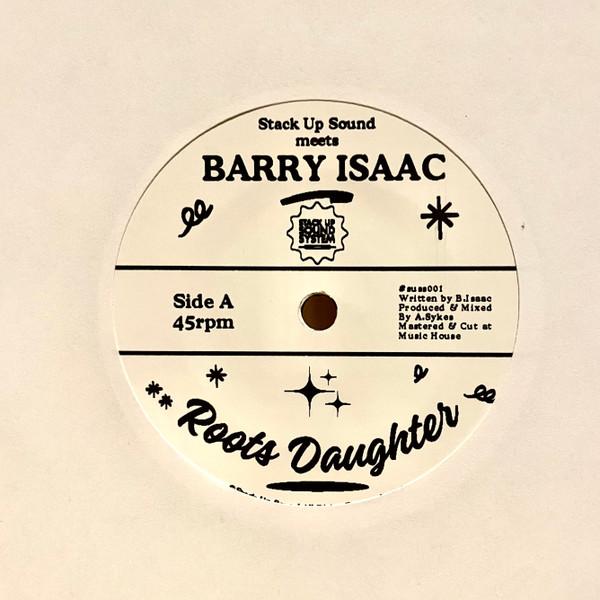 Stack Up Sound
meets
BARRY ISAAC
STACK UP
SOUND
SYSTEM
Side A
45rpm
#suss001
Written by B.Isaac
Produced & Mixed
By A.Sykes
Mastered & Cut at
Music House
Roots Daughter